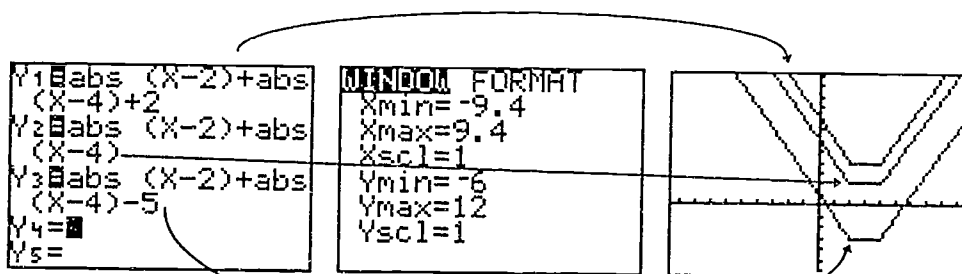 Y1=abs (X-2)+abs
(X-4)+2
Y2=abs (X-2)+abs
(X-4)
Y3=abs (X-2)+abs
(X-4)-5
Y4=
Y5=
WINDOW FORMAT
Xmin=-9.4
Xmax=9.4
Xscl=1
Ymin=-6
Ymax=12
Yscl=1